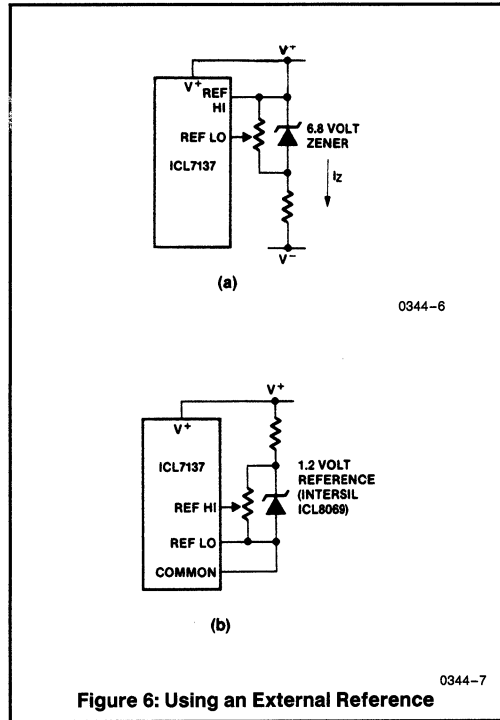 V+
V+
REF
HI
REF LO
6.8 VOLT
ZENER
ICL7137
IZ
V−
(a)
0344–6
V+
V+
ICL7137
1.2 VOLT
REFERENCE
(INTERSIL
ICL8069)
REF HI
REF LO
COMMON
(b)
0344–7
Figure 6: Using an External Reference